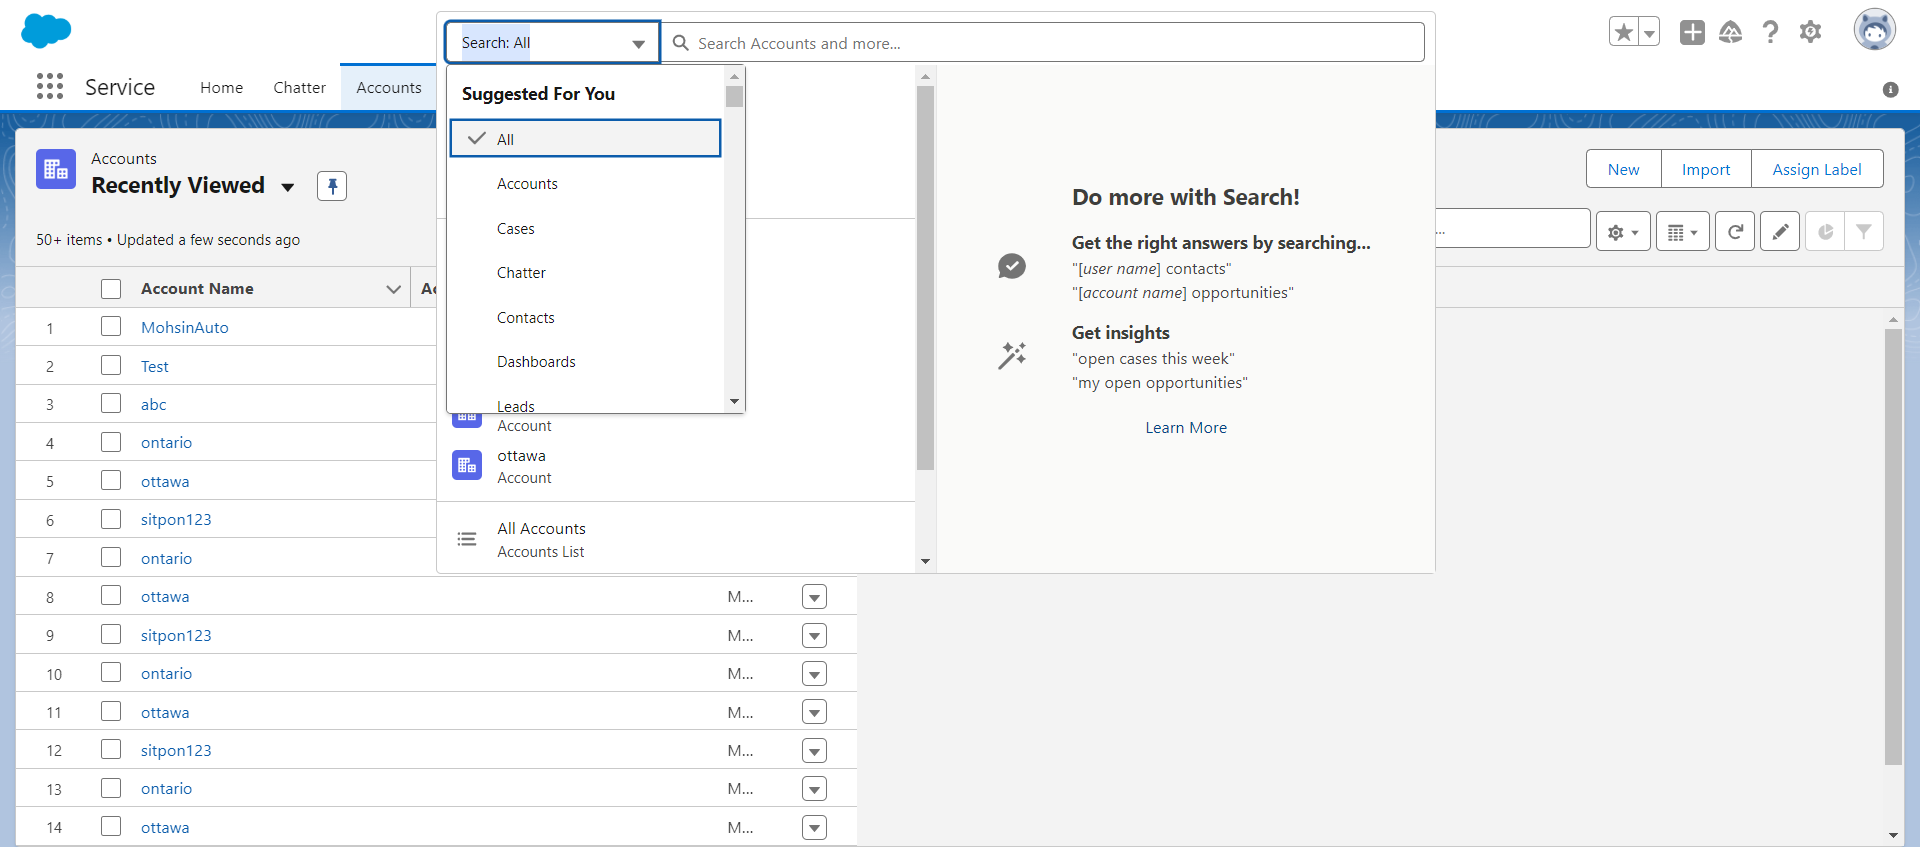 Search: All
Search Accounts and more...
Service
Home
Chatter
Accounts
Suggested For You
All
Accounts
Cases
Chatter
Contacts
Dashboards
Leads
Account
ottawa
Account
All Accounts
Accounts List
Do more with Search!
Get the right answers by searching...
"[user name] contacts"
"[account name] opportunities"
Get insights
"open cases this week"
"my open opportunities"
Learn More
Accounts
Recently Viewed
New
Import
Assign Label
50+ items • Updated a few seconds ago
...
Account Name
1 MohsinAuto
2 Test
3 abc
4 ontario
5 ottawa
6 sitpon123
7 ontario
8 ottawa M...
9 sitpon123 M...
10 ontario M...
11 ottawa M...
12 sitpon123 M...
13 ontario M...
14 ottawa M...